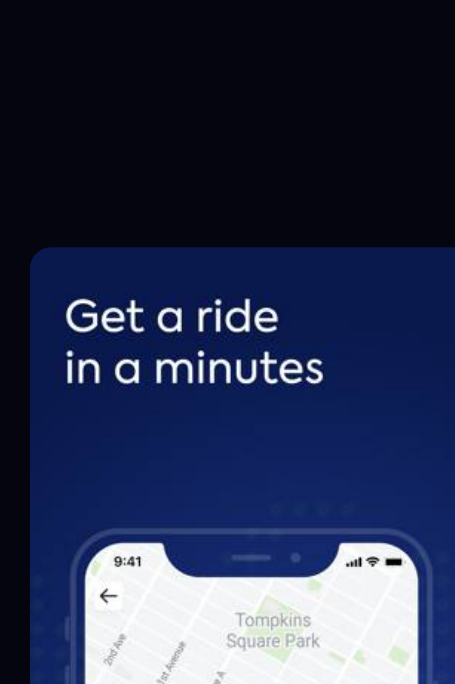 Get a ride
in a minutes
9:41
Tompkins
Square Park
2nd Ave
1st Avenue
e A